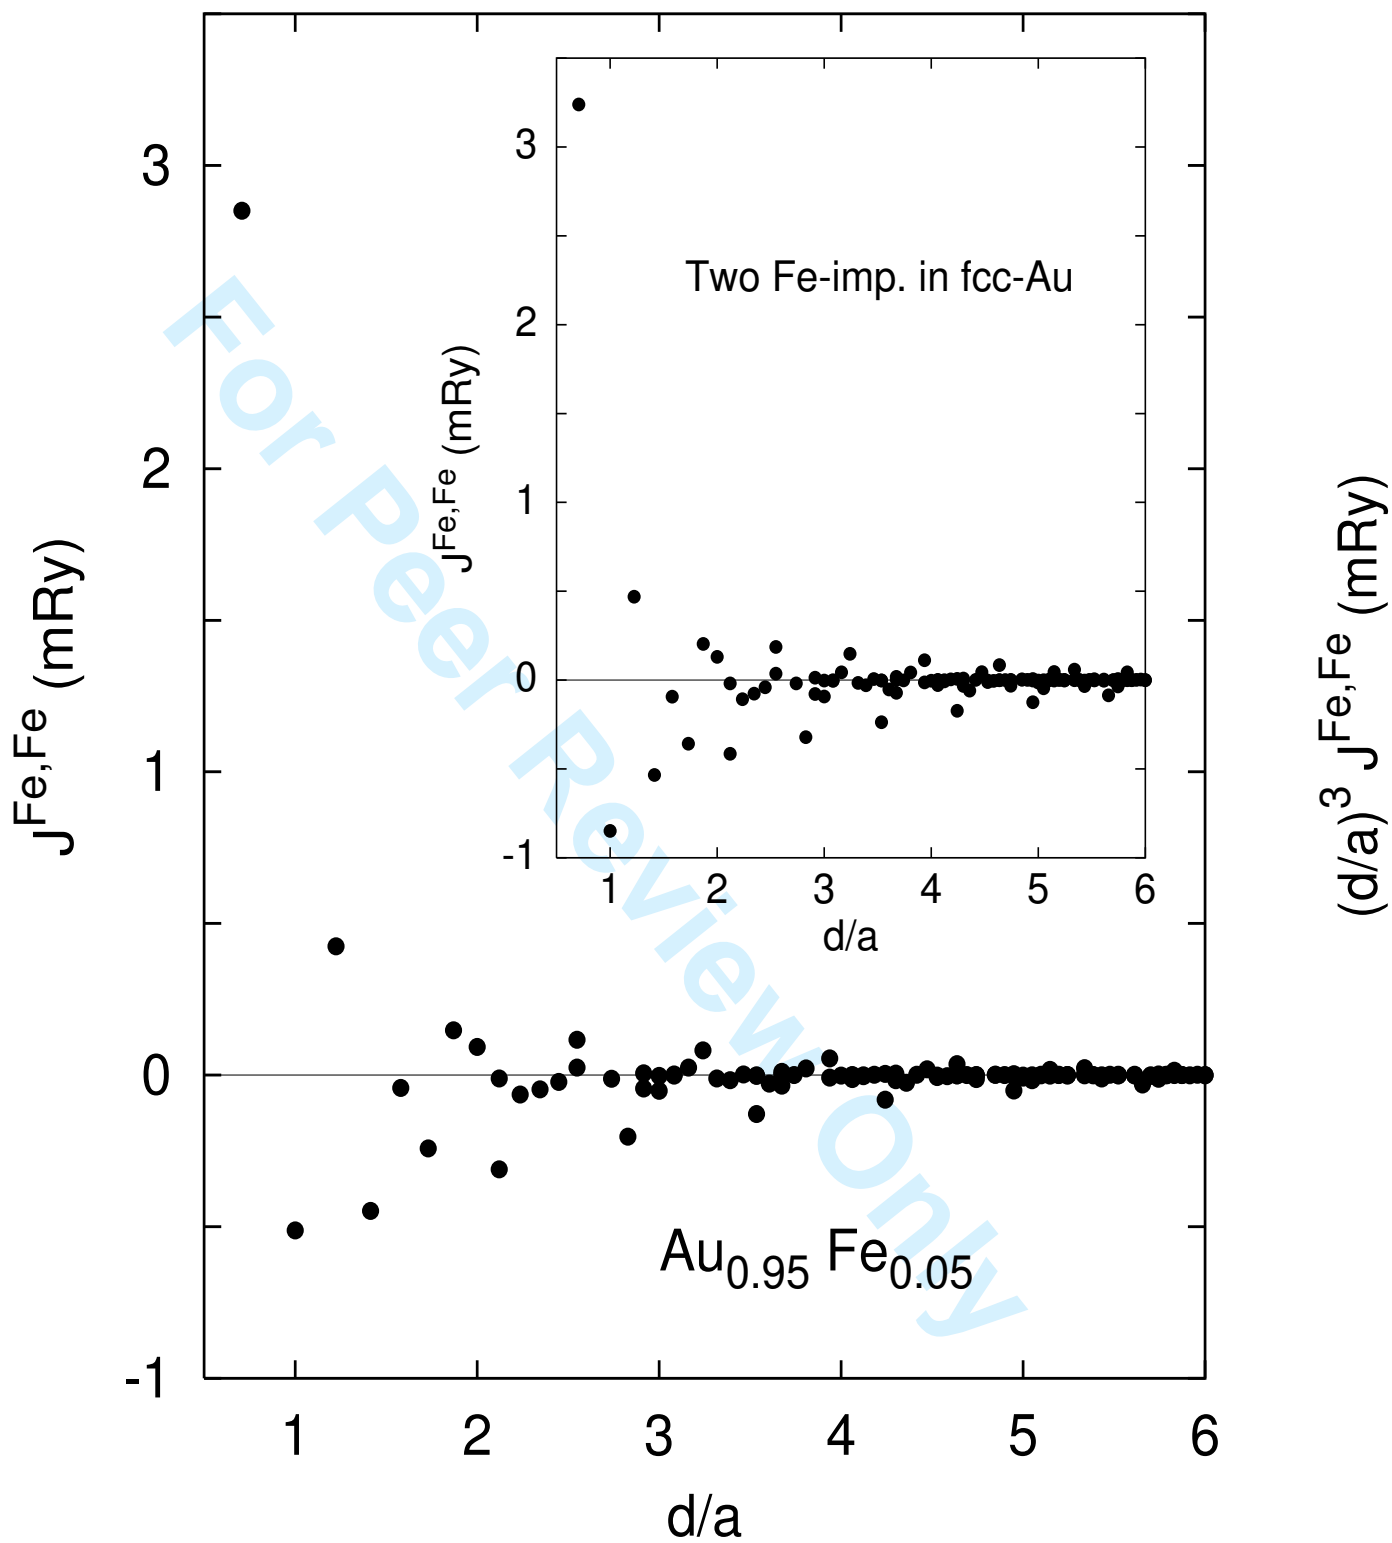 3
2
1
0
-1
1 2 3 4 5 6
d/a
J^Fe,Fe (mRy)
(d/a)^3 J^Fe,Fe (mRy)
Au0.95 Fe0.05
3
2
1
0
-1
1 2 3 4 5 6
d/a
J^Fe,Fe (mRy)
Two Fe-imp. in fcc-Au
For Peer Review Only